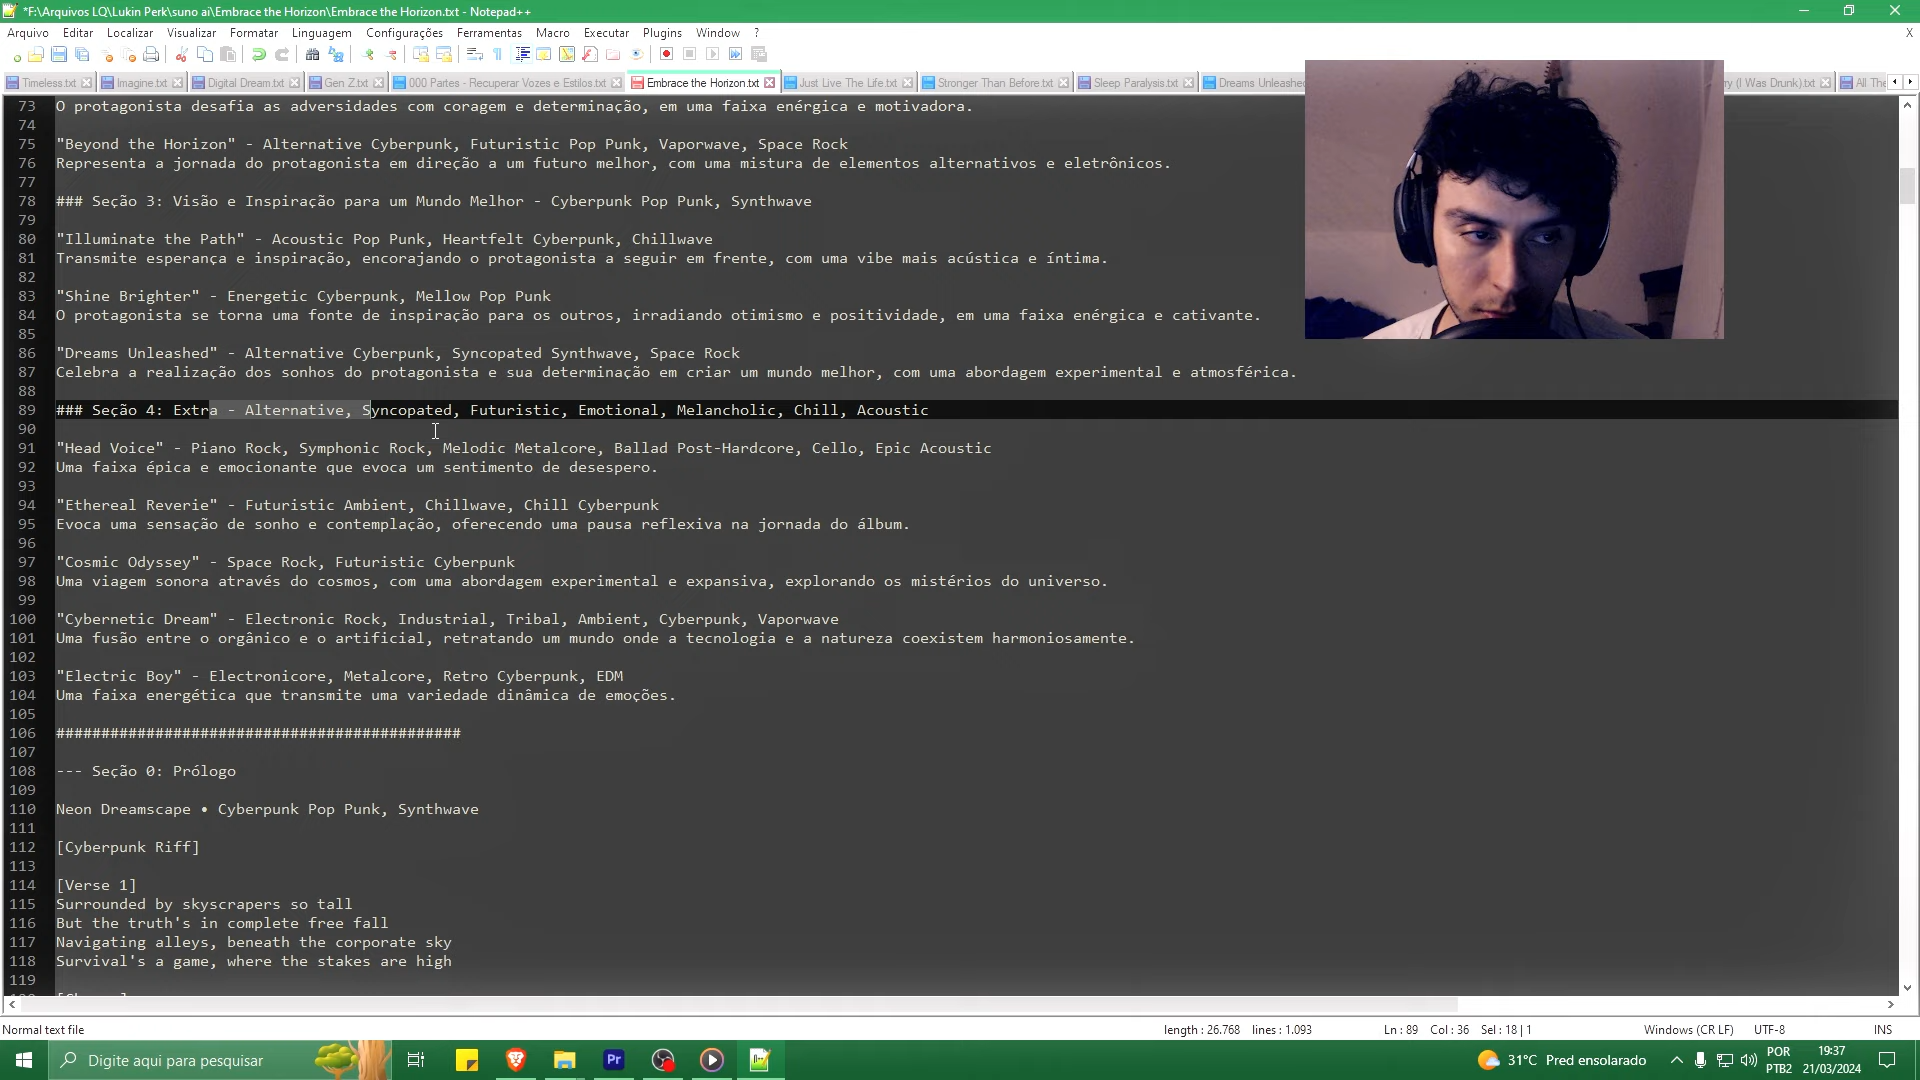 *F:\Arquivos LQ\Lukin Perk\suno ai\Embrace the Horizon\Embrace the Horizon.txt - Notepad++
Arquivo Editar Localizar Visualizar Formatar Linguagem Configurações Ferramentas Macro Executar Plugins Window ? X
Timeless.txt Imagine.txt Digital Dream.txt Gen Z.txt 000 Partes - Recuperar Vozes e Estilos.txt Embrace the Horizon.txt Just Live The Life.txt Stronger Than Before.txt Sleep Paralysis.txt Dreams Unleashed (I Was Drunk).txt All The
73 O protagonista desafia as adversidades com coragem e determinação, em uma faixa enérgica e motivadora.
74
75 "Beyond the Horizon" - Alternative Cyberpunk, Futuristic Pop Punk, Vaporwave, Space Rock
76 Representa a jornada do protagonista em direção a um futuro melhor, com uma mistura de elementos alternativos e eletrônicos.
77
78 ### Seção 3: Visão e Inspiração para um Mundo Melhor - Cyberpunk Pop Punk, Synthwave
79
80 "Illuminate the Path" - Acoustic Pop Punk, Heartfelt Cyberpunk, Chillwave
81 Transmite esperança e inspiração, encorajando o protagonista a seguir em frente, com uma vibe mais acústica e íntima.
82
83 "Shine Brighter" - Energetic Cyberpunk, Mellow Pop Punk
84 O protagonista se torna uma fonte de inspiração para os outros, irradiando otimismo e positividade, em uma faixa enérgica e cativante.
85
86 "Dreams Unleashed" - Alternative Cyberpunk, Syncopated Synthwave, Space Rock
87 Celebra a realização dos sonhos do protagonista e sua determinação em criar um mundo melhor, com uma abordagem experimental e atmosférica.
88
89 ### Seção 4: Extra - Alternative, Syncopated, Futuristic, Emotional, Melancholic, Chill, Acoustic
90
91 "Head Voice" - Piano Rock, Symphonic Rock, Melodic Metalcore, Ballad Post-Hardcore, Cello, Epic Acoustic
92 Uma faixa épica e emocionante que evoca um sentimento de desespero.
93
94 "Ethereal Reverie" - Futuristic Ambient, Chillwave, Chill Cyberpunk
95 Evoca uma sensação de sonho e contemplação, oferecendo uma pausa reflexiva na jornada do álbum.
96
97 "Cosmic Odyssey" - Space Rock, Futuristic Cyberpunk
98 Uma viagem sonora através do cosmos, com uma abordagem experimental e expansiva, explorando os mistérios do universo.
99
100 "Cybernetic Dream" - Electronic Rock, Industrial, Tribal, Ambient, Cyberpunk, Vaporwave
101 Uma fusão entre o orgânico e o artificial, retratando um mundo onde a tecnologia e a natureza coexistem harmoniosamente.
102
103 "Electric Boy" - Electronicore, Metalcore, Retro Cyberpunk, EDM
104 Uma faixa energética que transmite uma variedade dinâmica de emoções.
105
106 #############################################
107
108 --- Seção 0: Prólogo
109
110 Neon Dreamscape • Cyberpunk Pop Punk, Synthwave
111
112 [Cyberpunk Riff]
113
114 [Verse 1]
115 Surrounded by skyscrapers so tall
116 But the truth's in complete free fall
117 Navigating alleys, beneath the corporate sky
118 Survival's a game, where the stakes are high
119
Normal text file length : 26.768 lines : 1.093 Ln : 89 Col : 36 Sel : 18 | 1 Windows (CR LF) UTF-8 INS
Digite aqui para pesquisar Pr 31°C Pred ensolarado POR PTB2 19:37 21/03/2024